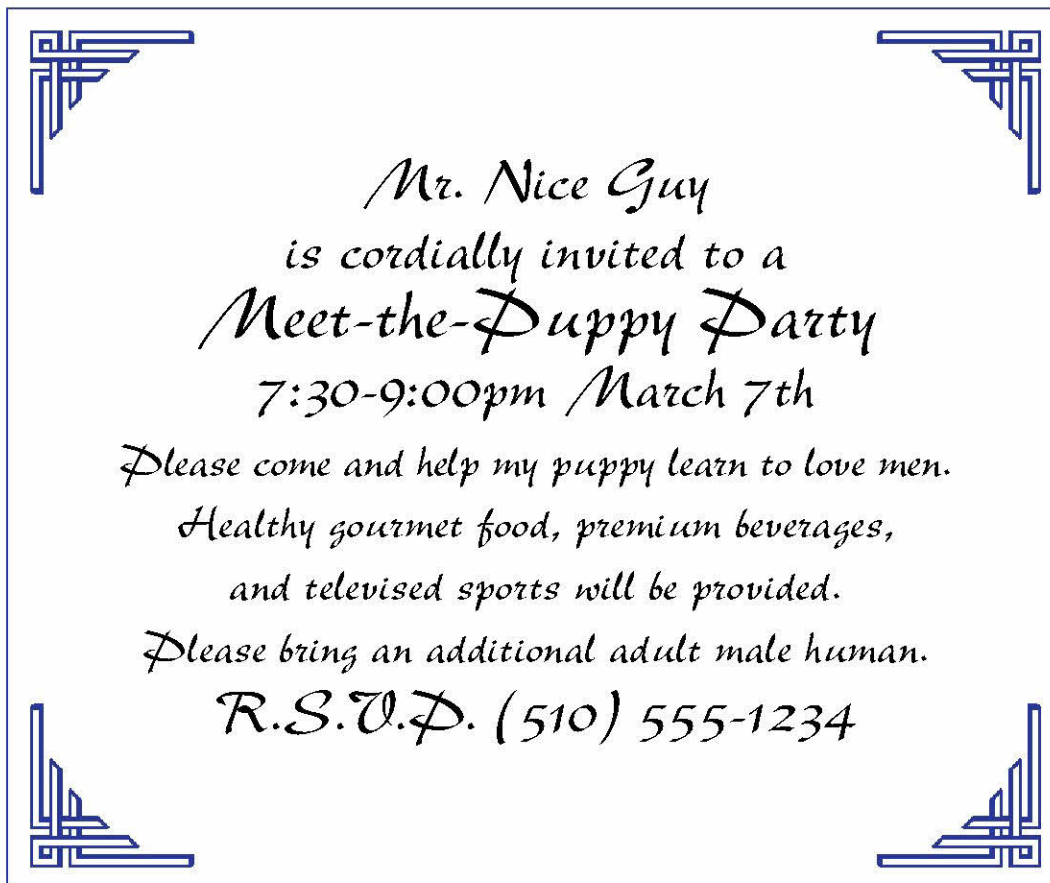 Mr. Nice Guy
is cordially invited to a
Meet-the-Puppy Party
7:30-9:00pm March 7th
Please come and help my puppy learn to love men.
Healthy gourmet food, premium beverages,
and televised sports will be provided.
Please bring an additional adult male human.
R.S.V.P. (510) 555-1234